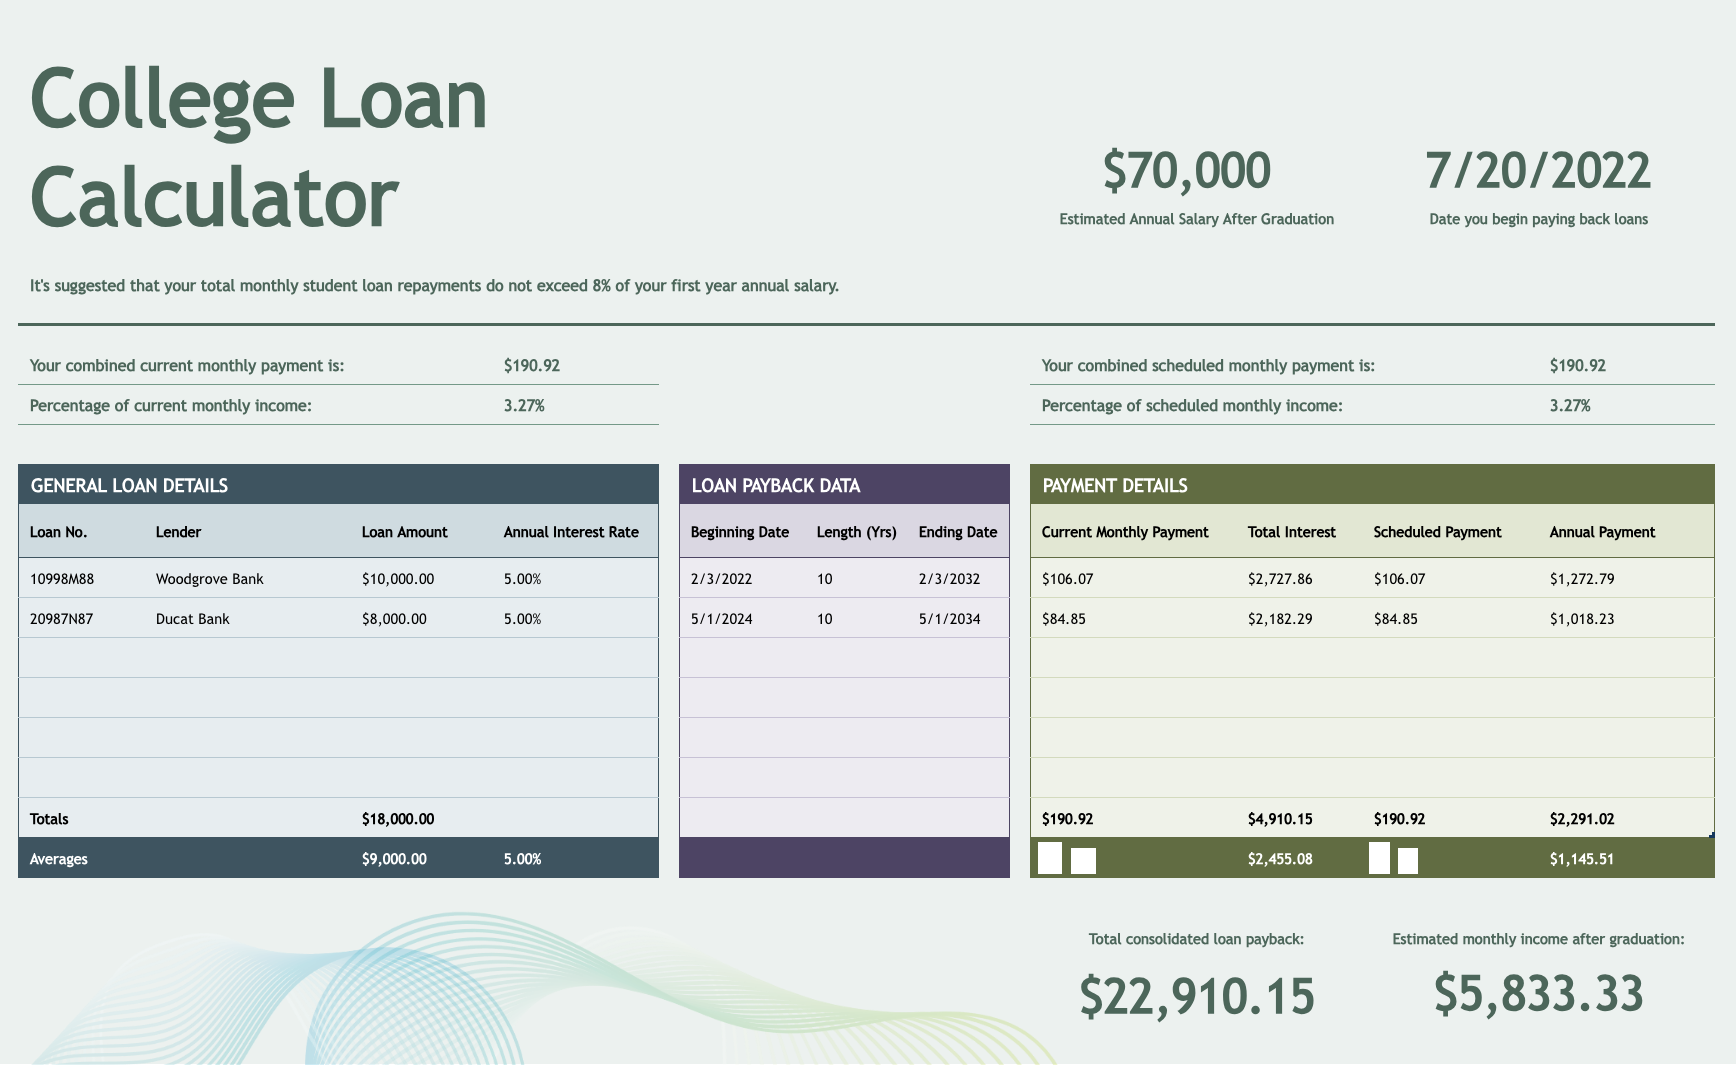 College Loan
Calculator
$70,000
7/20/2022
Estimated Annual Salary After Graduation
Date you begin paying back loans
It's suggested that your total monthly student loan repayments do not exceed 8% of your first year annual salary.
Your combined current monthly payment is: $190.92
Percentage of current monthly income: 3.27%
Your combined scheduled monthly payment is: $190.92
Percentage of scheduled monthly income: 3.27%
GENERAL LOAN DETAILS
Loan No. Lender Loan Amount Annual Interest Rate
10998M88 Woodgrove Bank $10,000.00 5.00%
20987N87 Ducat Bank $8,000.00 5.00%
Totals $18,000.00
Averages $9,000.00 5.00%
LOAN PAYBACK DATA
Beginning Date Length (Yrs) Ending Date
2/3/2022 10 2/3/2032
5/1/2024 10 5/1/2034
PAYMENT DETAILS
Current Monthly Payment Total Interest Scheduled Payment Annual Payment
$106.07 $2,727.86 $106.07 $1,272.79
$84.85 $2,182.29 $84.85 $1,018.23
$190.92 $4,910.15 $190.92 $2,291.02
$2,455.08 $1,145.51
Total consolidated loan payback:
Estimated monthly income after graduation:
$22,910.15
$5,833.33